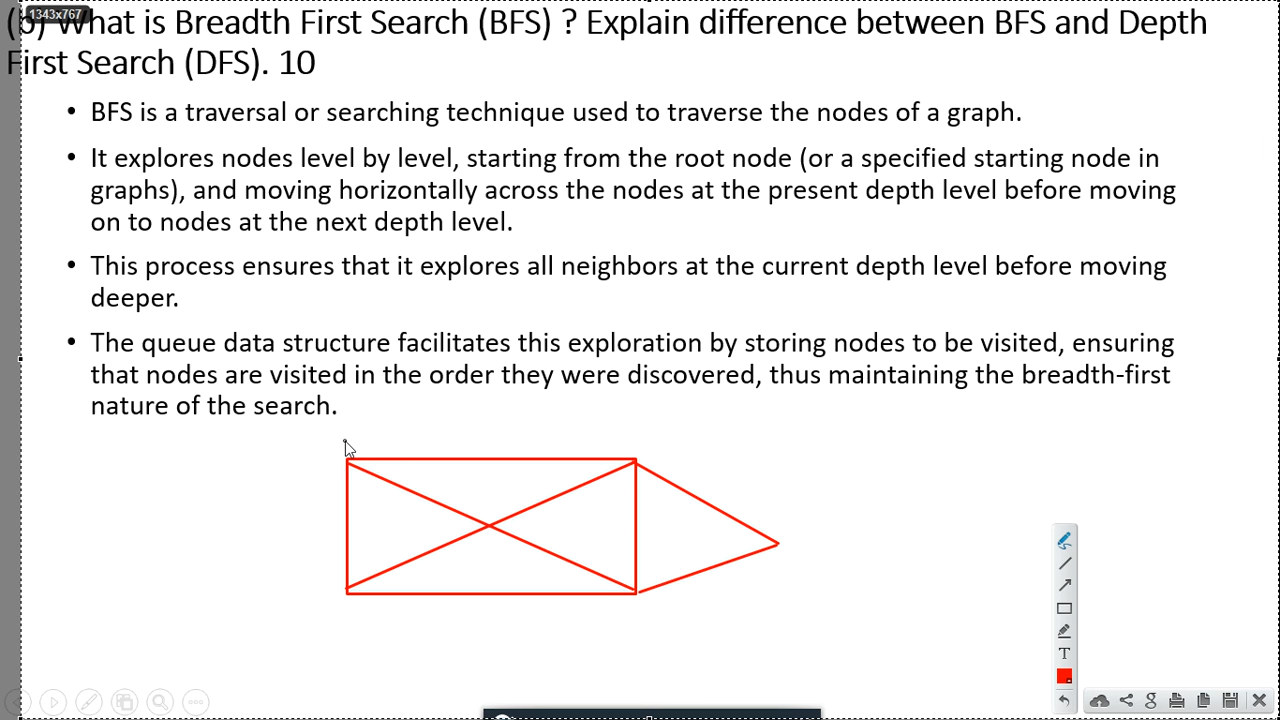 1343x767
(b) What is Breadth First Search (BFS) ? Explain difference between BFS and Depth
First Search (DFS). 10
• BFS is a traversal or searching technique used to traverse the nodes of a graph.
• It explores nodes level by level, starting from the root node (or a specified starting node in
graphs), and moving horizontally across the nodes at the present depth level before moving
on to nodes at the next depth level.
• This process ensures that it explores all neighbors at the current depth level before moving
deeper.
• The queue data structure facilitates this exploration by storing nodes to be visited, ensuring
that nodes are visited in the order they were discovered, thus maintaining the breadth-first
nature of the search.
T
g